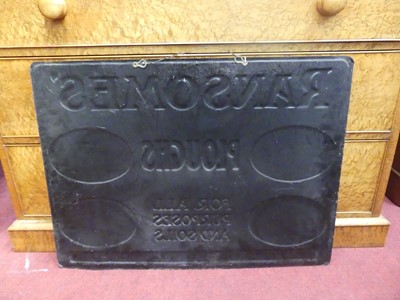 RANSOMES'
PLOUGHS
FOR ALL
PURPOSES
AND SOILS